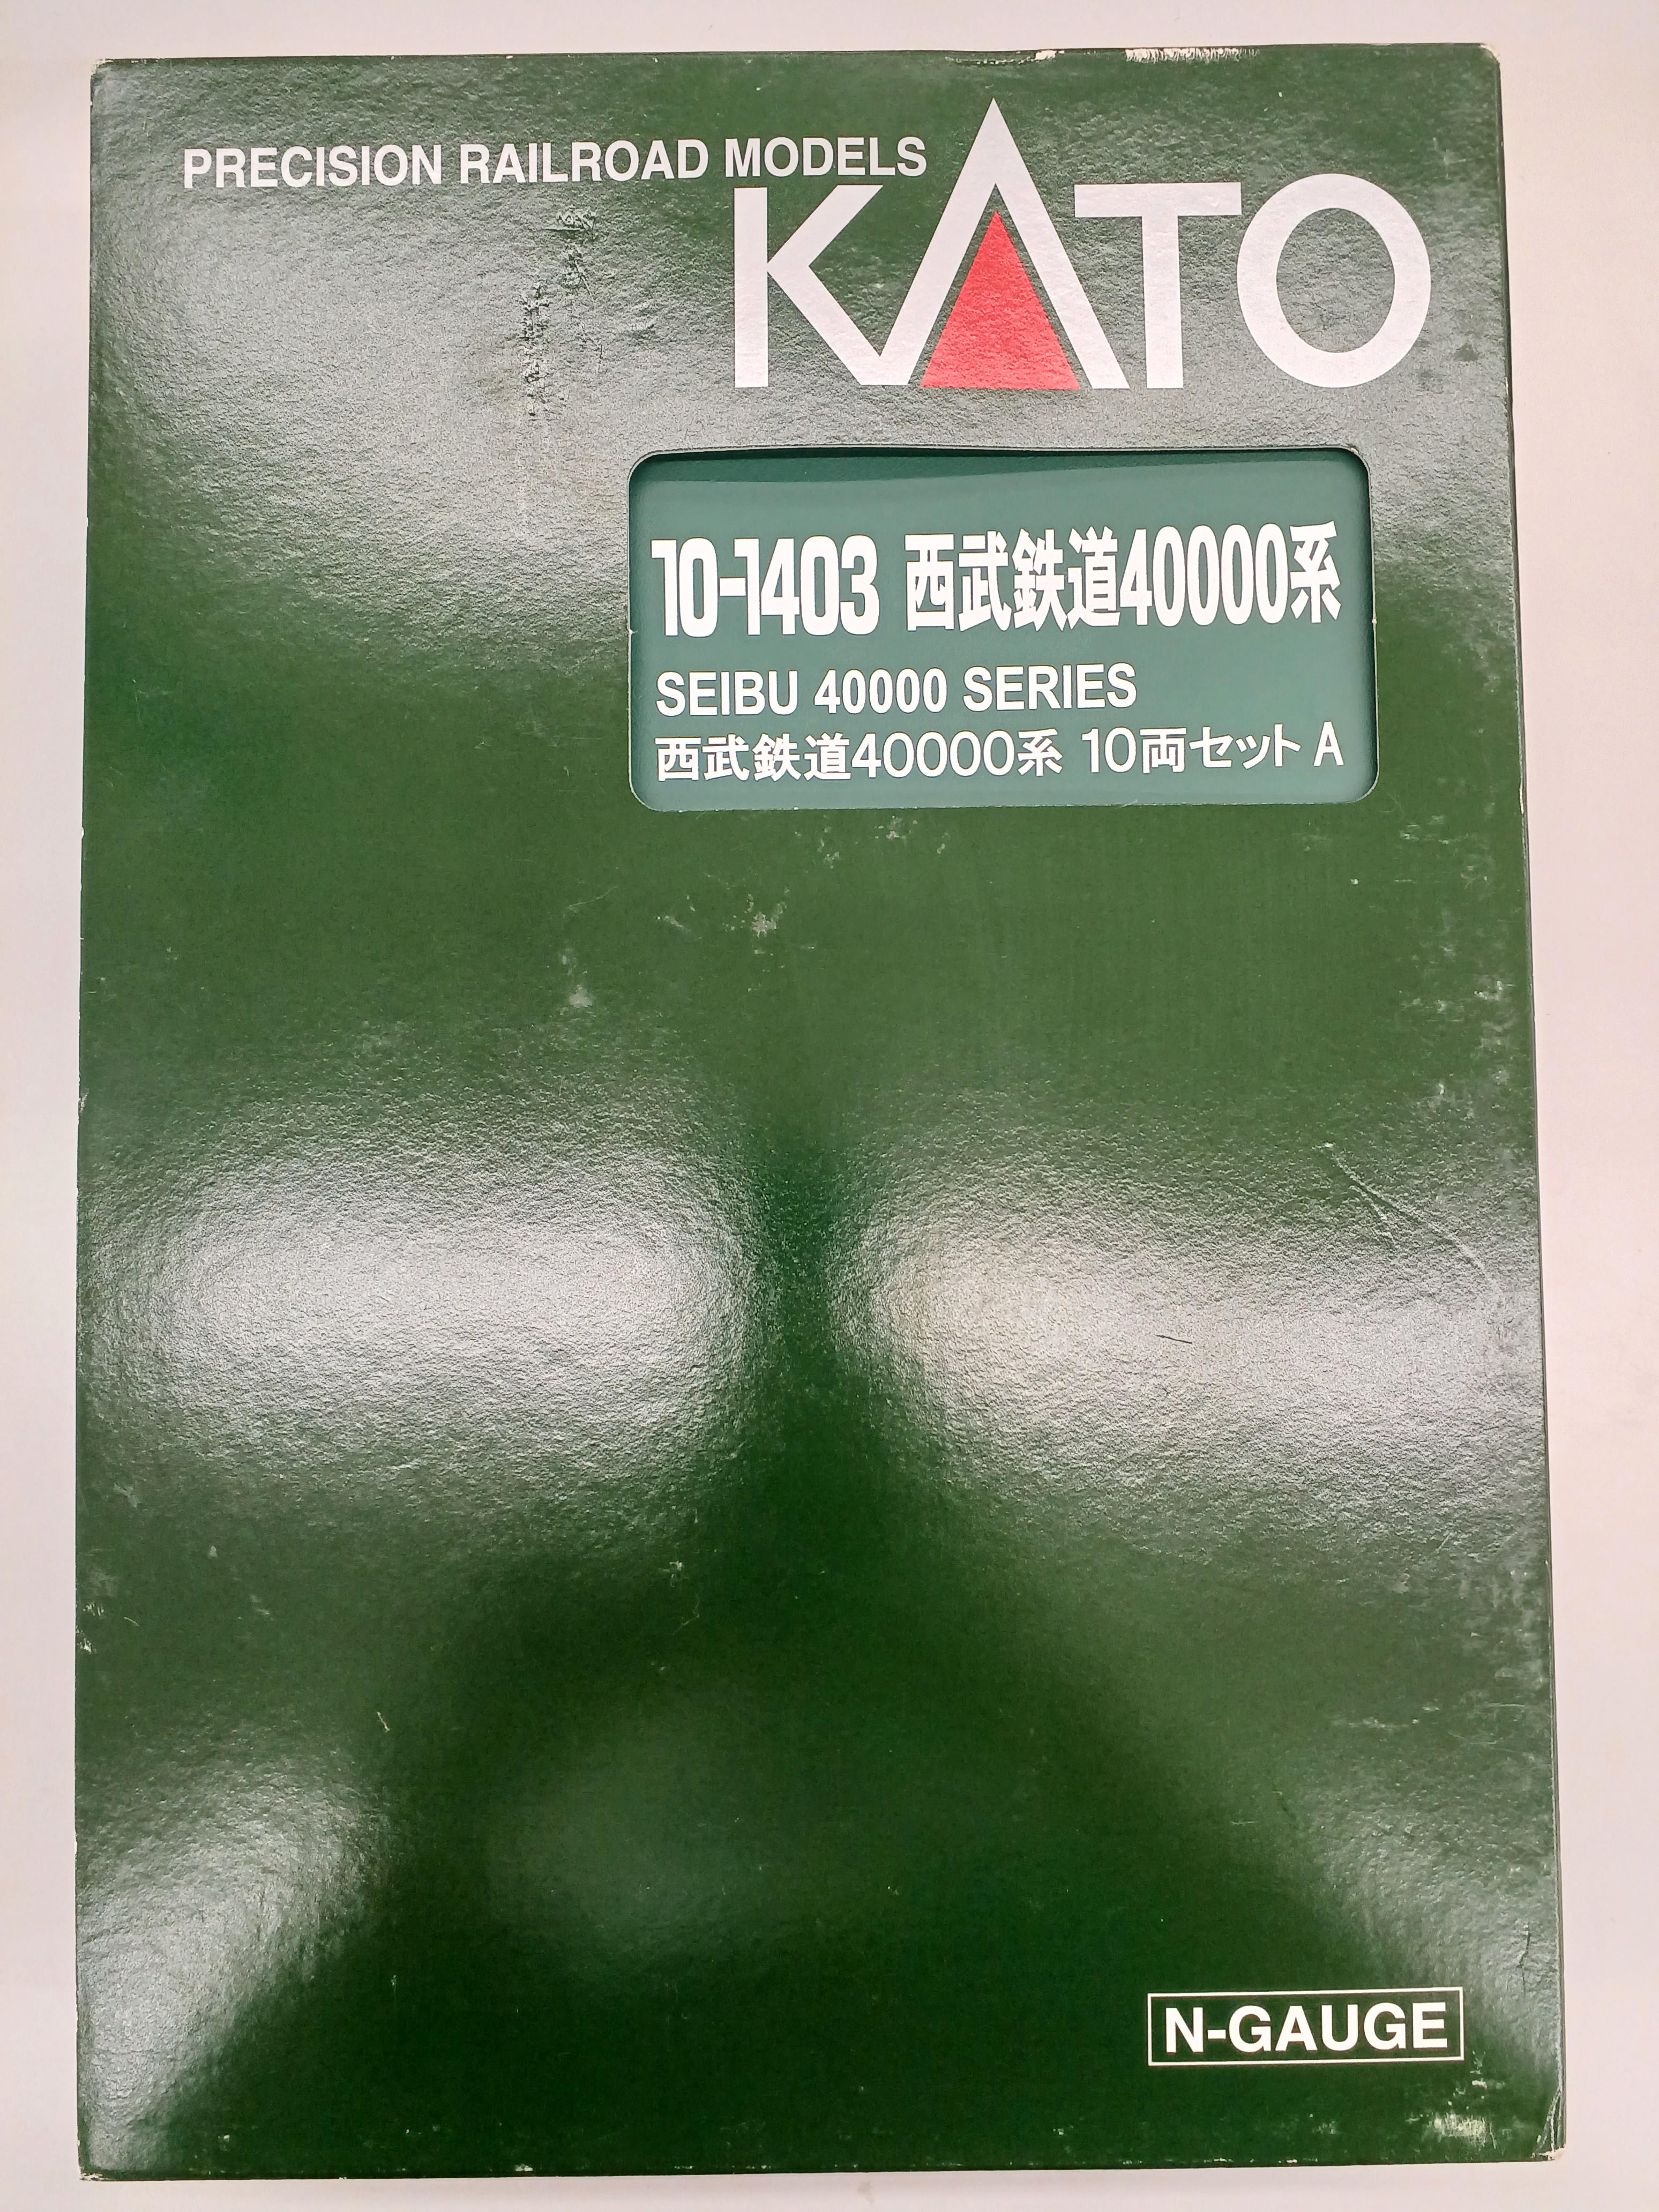 PRECISION RAILROAD MODELS
KATO
10-1403 西武鉄道40000系
SEIBU 40000 SERIES
西武鉄道40000系 10両セット A
N-GAUGE